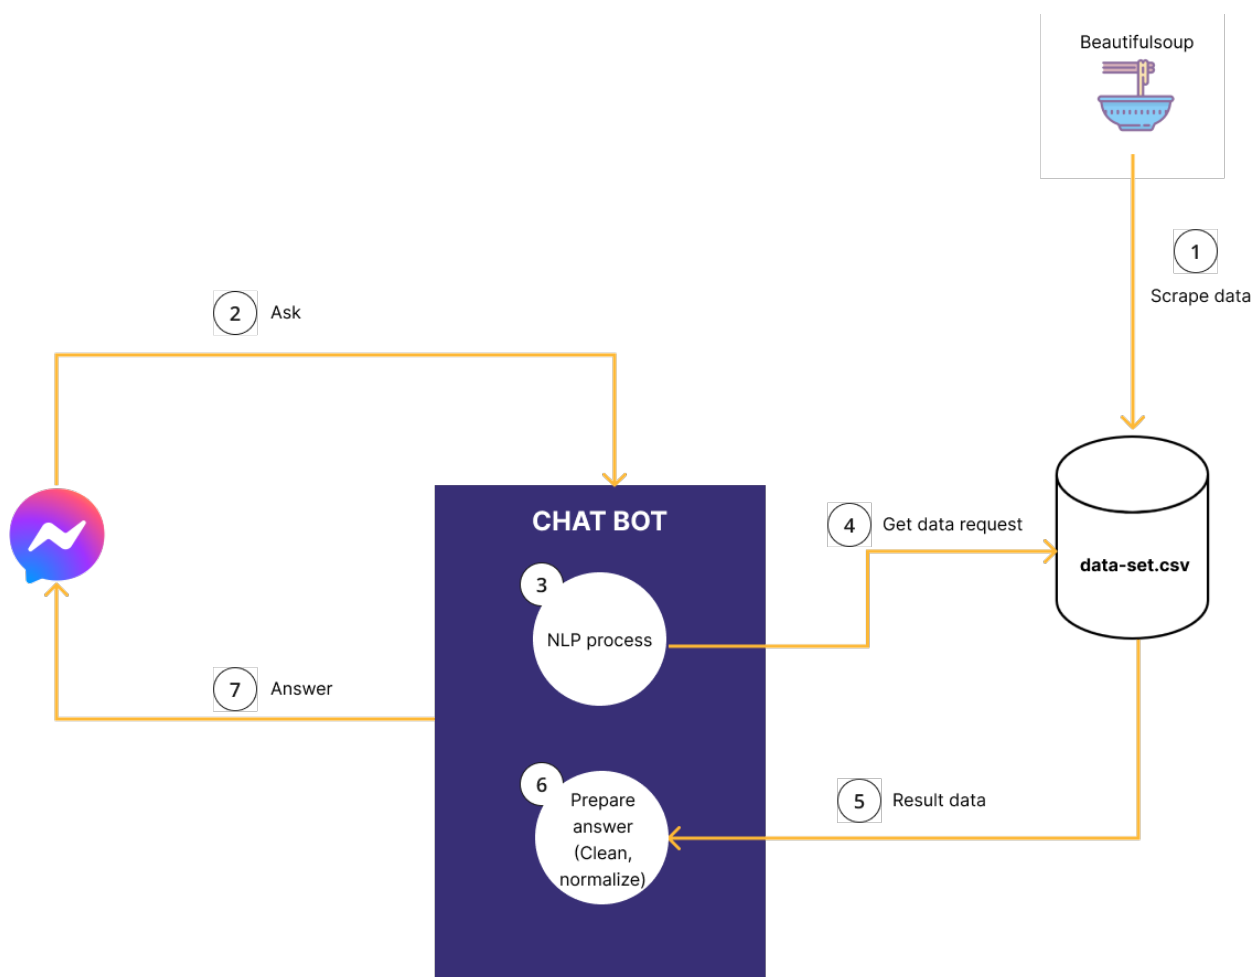 Beautifulsoup
1
Scrape data
2 Ask
CHAT BOT
3
NLP process
4 Get data request
data-set.csv
7 Answer
6
Prepare
answer
(Clean,
normalize)
5 Result data